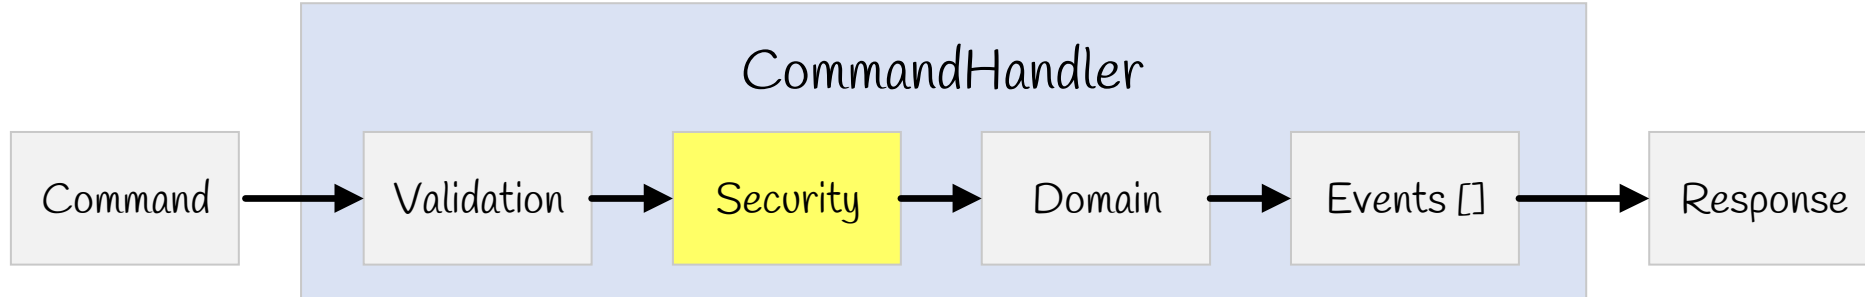 CommandHandler
Command
Validation
Security
Domain
Events []
Response